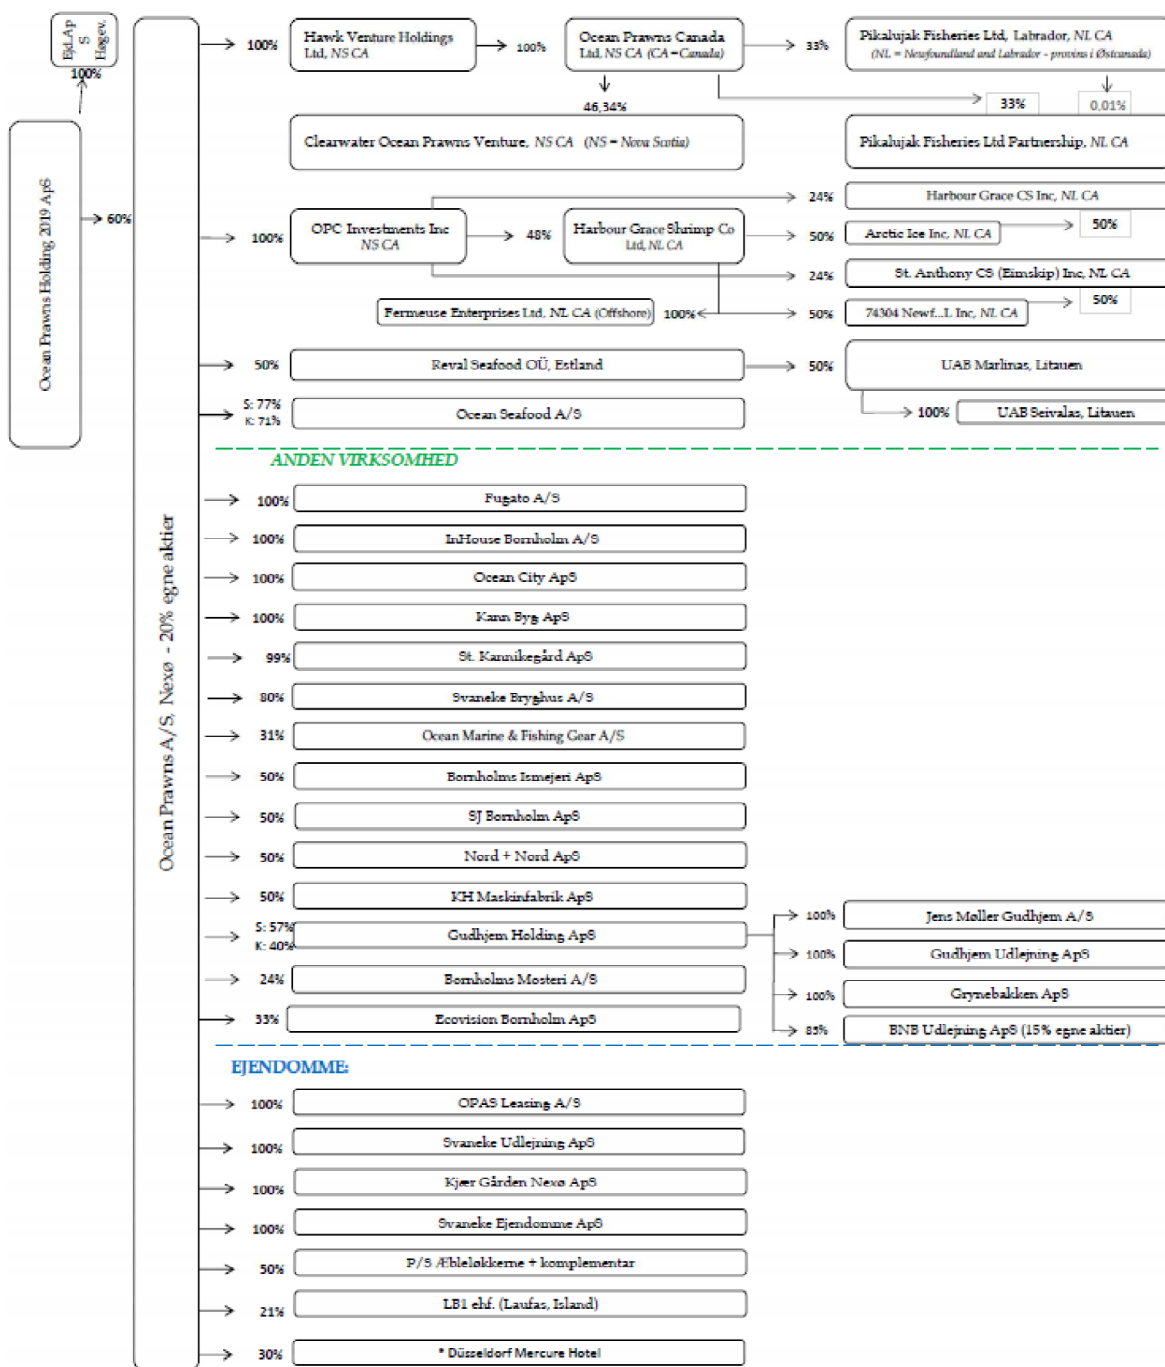 Ejd.Ap
S
Høgev.
100%
Ocean Prawns Holding 2019 ApS
60%
Ocean Prawns A/S, Nexø - 20% egne aktier
100%
Hawk Venture Holdings
Ltd, NS CA
100%
Ocean Prawns Canada
Ltd, NS CA (CA = Canada)
33%
Pikalujak Fisheries Ltd, Labrador, NL CA
(NL = Newfoundland and Labrador - provins i Østcanada)
46,34%
33%
0,01%
Clearwater Ocean Prawns Venture, NS CA (NS = Nova Scotia)
Pikalujak Fisheries Ltd Partnership, NL CA
100%
OPC Investments Inc
NS CA
48%
Harbour Grace Shrimp Co
Ltd, NL CA
24%
Harbour Grace CS Inc, NL CA
50%
Arctic Ice Inc, NL CA
50%
24%
St. Anthony CS (Eimskip) Inc, NL CA
Fermeuse Enterprises Ltd, NL CA (Offshore)
100%
50%
74304 Newf...L Inc, NL CA
50%
50%
Reval Seafood OÜ, Estland
50%
UAB Marlinas, Litauen
S: 77%
K: 71%
Ocean Seafood A/S
100%
UAB Seivalas, Litauen
ANDEN VIRKSOMHED
100%
Fugato A/S
100%
InHouse Bornholm A/S
100%
Ocean City ApS
100%
Kann Byg ApS
99%
St. Kannikegård ApS
80%
Svaneke Bryghus A/S
31%
Ocean Marine & Fishing Gear A/S
50%
Bornholms Ismejeri ApS
50%
SJ Bornholm ApS
50%
Nord + Nord ApS
50%
KH Maskinfabrik ApS
S: 57%
K: 40%
Gudhjem Holding ApS
100%
Jens Møller Gudhjem A/S
100%
Gudhjem Udlejning ApS
100%
Grynebakken ApS
85%
BNB Udlejning ApS (15% egne aktier)
24%
Bornholms Mosteri A/S
33%
Ecovision Bornholm ApS
EJENDOMME:
100%
OPAS Leasing A/S
100%
Svaneke Udlejning ApS
100%
Kjær Gården Nexø ApS
100%
Svaneke Ejendomme ApS
50%
P/S Æbleløkkerne + komplementar
21%
LB1 ehf. (Laufas, Island)
30%
* Düsseldorf Mercure Hotel